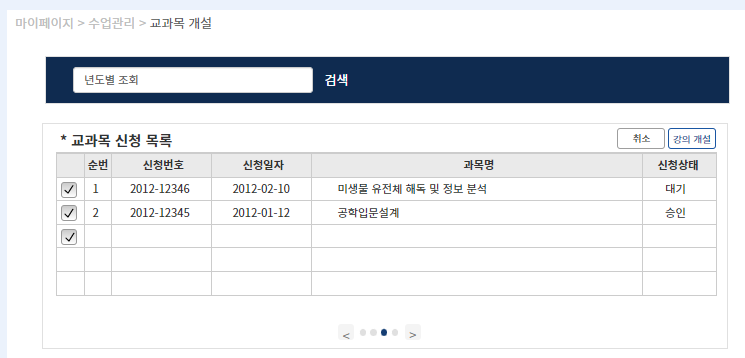 마이페이지 > 수업관리 > 교과목 개설
년도별 조회 검색
* 교과목 신청 목록 취소 강의 개설
순번 신청번호 신청일자 과목명 신청상태
1 2012-12346 2012-02-10 미생물 유전체 해독 및 정보 분석 대기
2 2012-12345 2012-01-12 공학입문설계 승인
< >